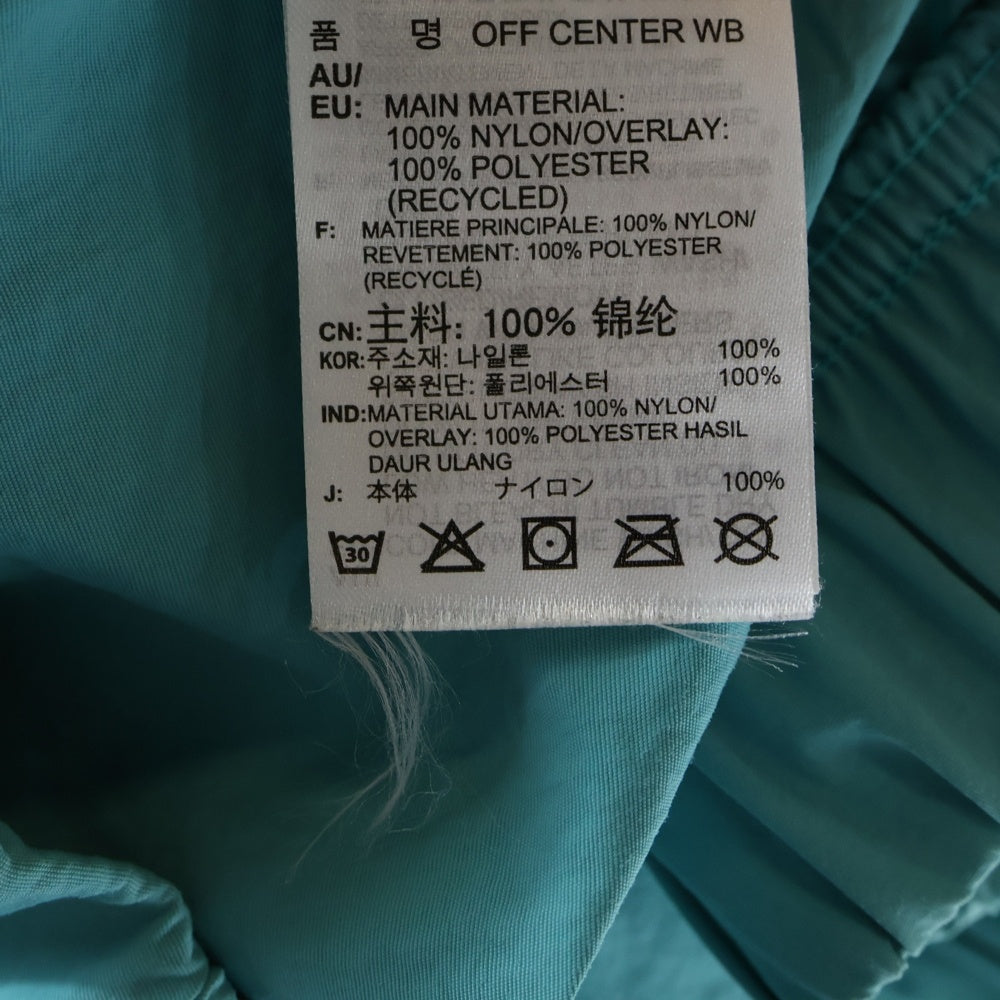 품 명 OFF CENTER WB
AU/
EU: MAIN MATERIAL:
100% NYLON/OVERLAY:
100% POLYESTER
(RECYCLED)
F: MATIERE PRINCIPALE: 100% NYLON/
REVETEMENT: 100% POLYESTER
(RECYCLÉ)
CN: 主料: 100% 锦纶
KOR: 주소재: 나일론 100%
위쪽원단: 폴리에스터 100%
IND: MATERIAL UTAMA: 100% NYLON/
OVERLAY: 100% POLYESTER HASIL
DAUR ULANG
J: 本体 ナイロン 100%
30